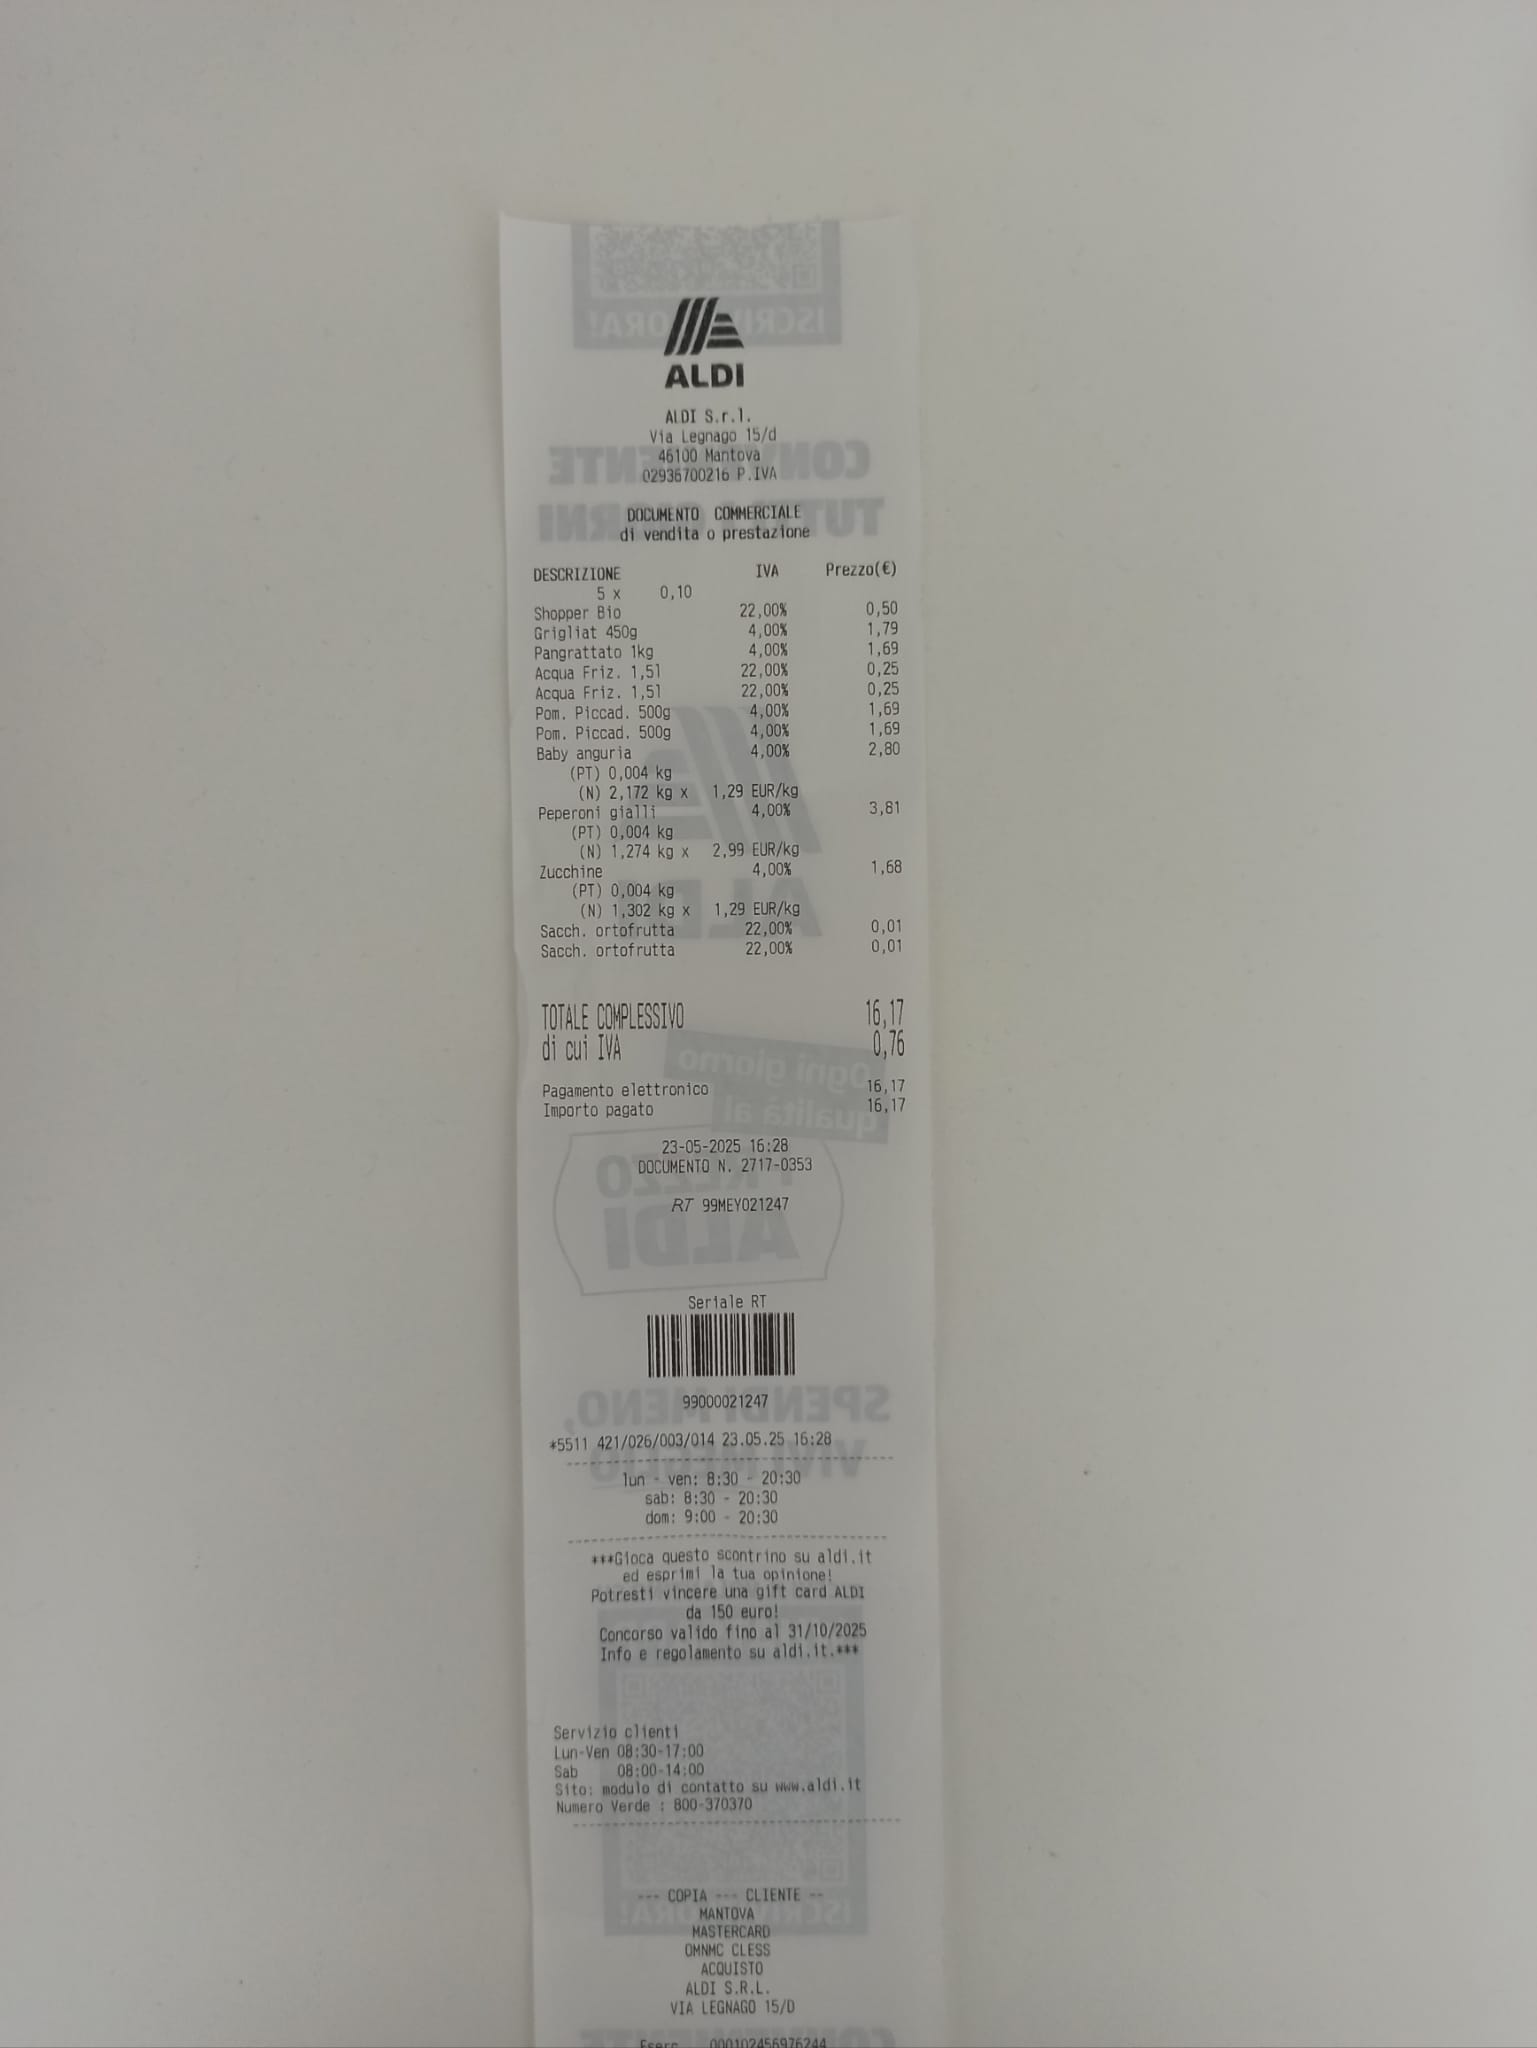 ALDI
ALDI S.r.l.
Via Legnago 15/d
46100 Mantova
02936700216 P.IVA
DOCUMENTO COMMERCIALE
di vendita o prestazione
DESCRIZIONE IVA Prezzo(€)
5 x 0,10
Shopper Bio 22,00% 0,50
Grigliat 450g 4,00% 1,79
Pangrattato 1kg 4,00% 1,69
Acqua Friz. 1,5l 22,00% 0,25
Acqua Friz. 1,5l 22,00% 0,25
Pom. Piccad. 500g 4,00% 1,69
Pom. Piccad. 500g 4,00% 1,69
Baby anguria 4,00% 2,80
(PT) 0,004 kg
(N) 2,172 kg x 1,29 EUR/kg
Peperoni gialli 4,00% 3,81
(PT) 0,004 kg
(N) 1,274 kg x 2,99 EUR/kg
Zucchine 4,00% 1,68
(PT) 0,004 kg
(N) 1,302 kg x 1,29 EUR/kg
Sacch. ortofrutta 22,00% 0,01
Sacch. ortofrutta 22,00% 0,01
TOTALE COMPLESSIVO 16,17
di cui IVA 0,76
Pagamento elettronico 16,17
Importo pagato 16,17
23-05-2025 16:28
DOCUMENTO N. 2717-0353
RT 99MEY021247
Seriale RT
99000021247
*5511 421/026/003/014 23.05.25 16:28
lun - ven: 8:30 - 20:30
sab: 8:30 - 20:30
dom: 9:00 - 20:30
***Gioca questo scontrino su aldi.it
ed esprimi la tua opinione!
Potresti vincere una gift card ALDI
da 150 euro!
Concorso valido fino al 31/10/2025
Info e regolamento su aldi.it.***
Servizio clienti
Lun-Ven 08:30-17:00
Sab 08:00-14:00
Sito: modulo di contatto su www.aldi.it
Numero Verde : 800-370370
--- COPIA --- CLIENTE --
MANTOVA
MASTERCARD
OMNMC CLESS
ACQUISTO
ALDI S.R.L.
VIA LEGNAGO 15/D
Eserc. 000102456976244